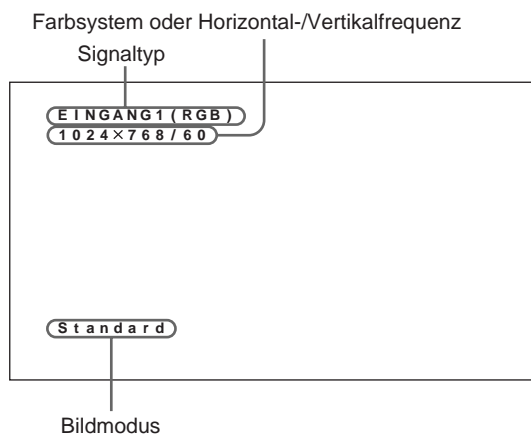 Farbsystem oder Horizontal-/Vertikalfrequenz
Signaltyp
EINGANG1(RGB)
1024×768/60
Standard
Bildmodus